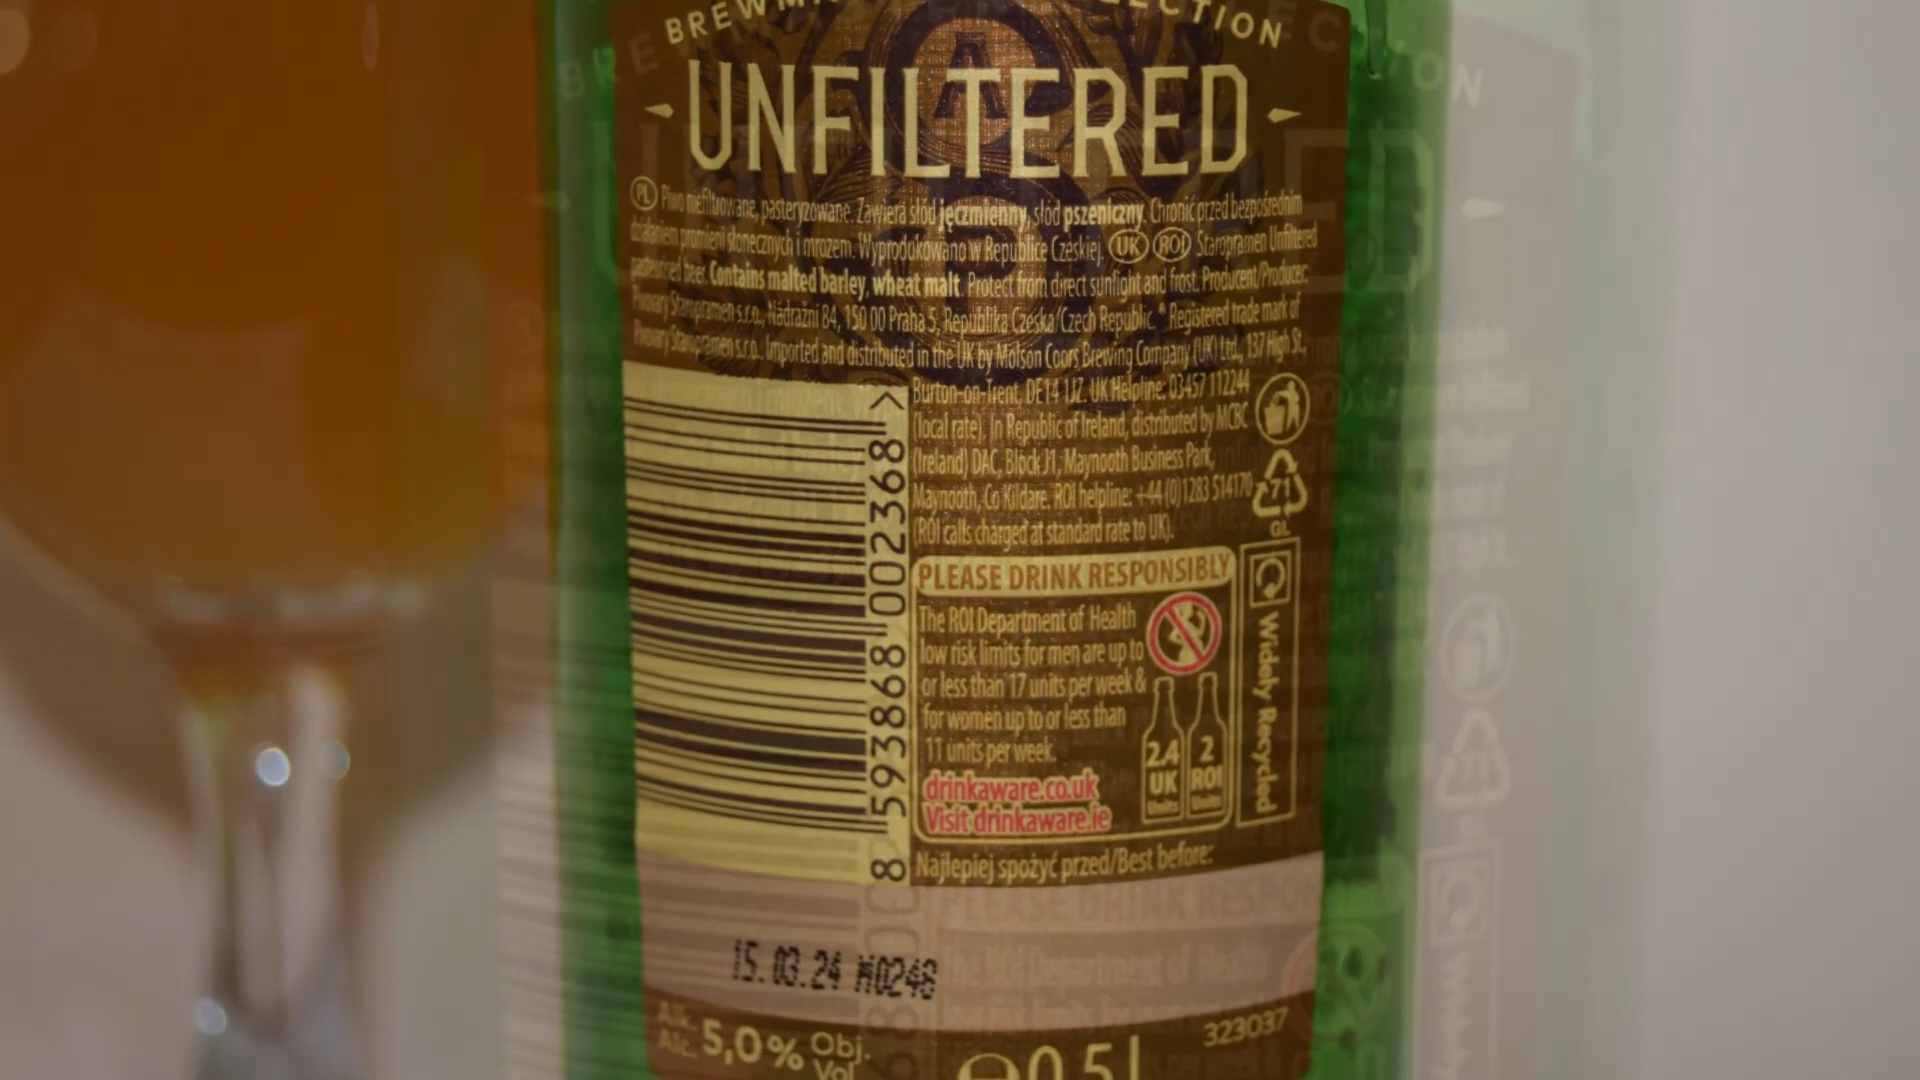 UNFILTERED
PL Piwo niefiltrowane, pasteryzowane. Zawiera słód jęczmienny, słód pszeniczny. Chronić przed bezpośrednim
działaniem promieni słonecznych i mrozem. Wyprodukowano w Republice Czeskiej. UK ROI Staropramen Unfiltered
pasteurised beer. Contains malted barley, wheat malt. Protect from direct sunlight and frost. Producent/Producer:
Pivovary Staropramen s.r.o., Nádražní 84, 150 00 Praha 5, Republika Czeska/Czech Republic. * Registered trade mark of
Pivovary Staropramen s.r.o.. Imported and distributed in the UK by Molson Coors Brewing Company (UK) Ltd., 137 High St.,
Burton-on-Trent, DE14 1JZ. UK Helpline: 03457 112244
(local rate). In Republic of Ireland, distributed by MCBC
(Ireland) DAC, Block J1, Maynooth Business Park,
Maynooth, Co Kildare. ROI helpline: +44 (0)1283 514170
(ROI calls charged at standard rate to UK).
71
GL
PLEASE DRINK RESPONSIBLY
The ROI Department of Health
low risk limits for men are up to
or less than 17 units per week &
for women up to or less than
11 units per week.
drinkaware.co.uk
Visit drinkaware.ie
2.4 UK Units
2 ROI Units
Widely Recycled
8 593868 002368 >
Najlepiej spożyć przed/Best before:
15.03.24 M0248
323037
Alk. Alc. 5,0% Obj. Vol
e 0,5 l